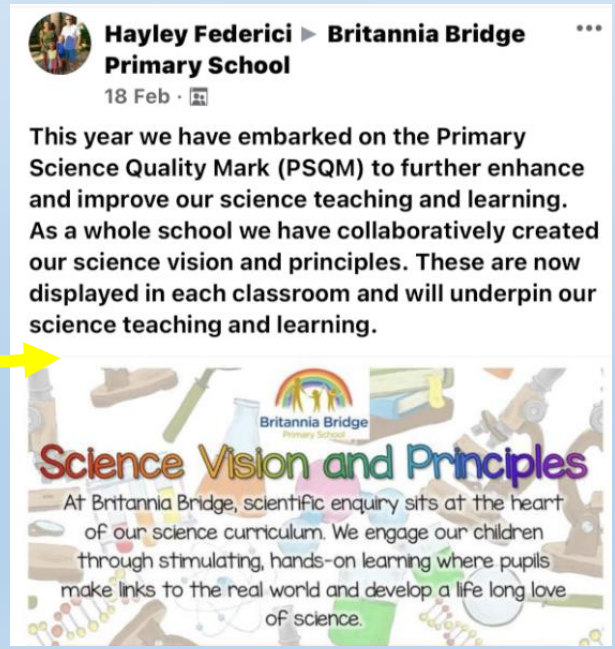 Hayley Federici ▶ Britannia Bridge
Primary School
18 Feb ·
This year we have embarked on the Primary
Science Quality Mark (PSQM) to further enhance
and improve our science teaching and learning.
As a whole school we have collaboratively created
our science vision and principles. These are now
displayed in each classroom and will underpin our
science teaching and learning.
Britannia Bridge
Primary School
Science Vision and Principles
At Britannia Bridge, scientific enquiry sits at the heart
of our science curriculum. We engage our children
through stimulating, hands-on learning where pupils
make links to the real world and develop a life long love
of science.